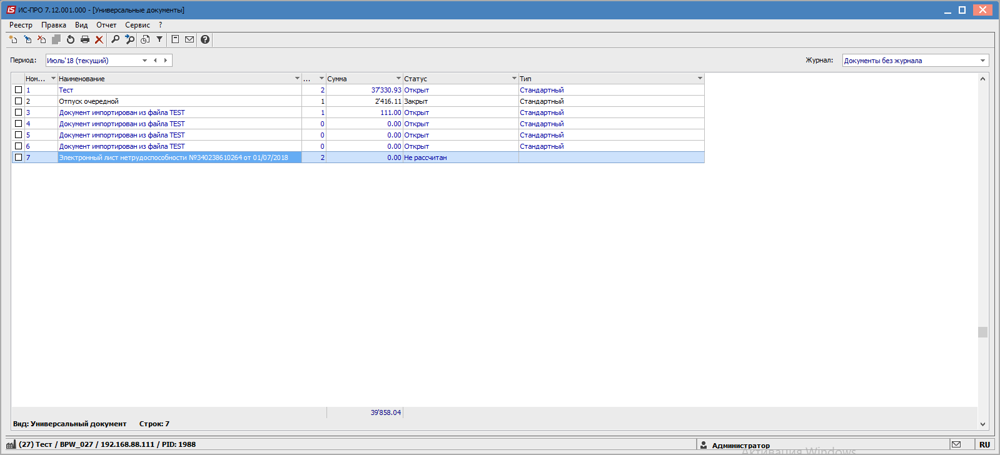 ИС-ПРО 7.12.001.000 - [Универсальные документы]
Реестр Правка Вид Отчет Сервис ?
Период: Июль'18 (текущий) Журнал: Документы без журнала
Ном... Наименование ... Сумма Статус Тип
1 Тест 2 37'330.93 Открыт Стандартный
2 Отпуск очередной 1 2'416.11 Закрыт Стандартный
3 Документ импортирован из файла TEST 1 111.00 Открыт Стандартный
4 Документ импортирован из файла TEST 0 0.00 Открыт Стандартный
5 Документ импортирован из файла TEST 0 0.00 Открыт Стандартный
6 Документ импортирован из файла TEST 0 0.00 Открыт Стандартный
7 Электронный лист нетрудоспособности №340238610264 от 01/07/2018 2 0.00 Не рассчитан
39'858.04
Вид: Универсальный документ Строк: 7
(27) Тест / BPW_027 / 192.168.88.111 / PID: 1988 Администратор RU
Активация Windows